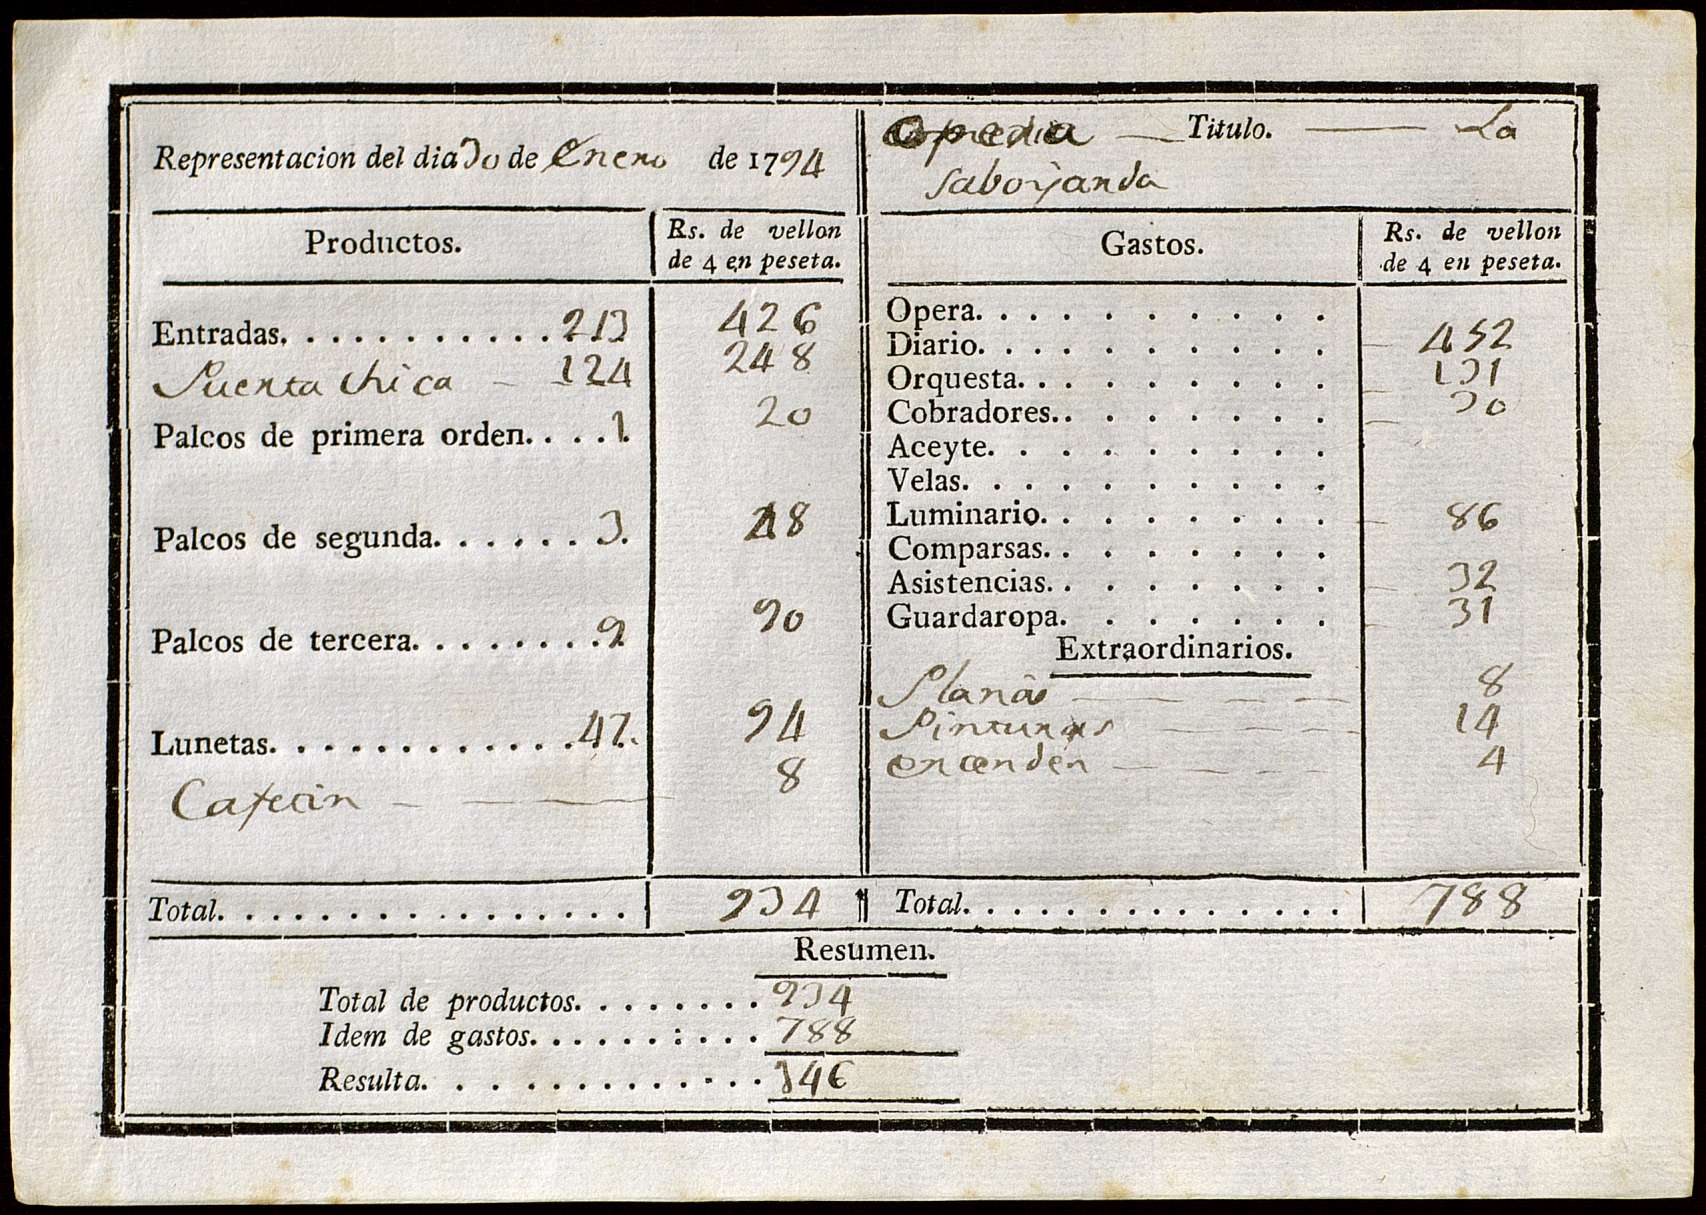 Representacion del dia 30 de Enero de 1794
Titulo. La
saboyanda
Productos.
Rs. de vellon
de 4 en peseta.
Entradas. . . . . . . . . . . 213 426
Puerta chica - 124 248
Palcos de primera orden. . . . 1. 20
Palcos de segunda. . . . . . 3. 48
Palcos de tercera. . . . . . . . 9 90
Lunetas. . . . . . . . . . . . 47. 94
8
Total. . . . . . . . . . . . . . . . 934
Gastos.
Rs. de vellon
de 4 en peseta.
Opera. . . . . . . . . .
Diario. . . . . . . . . . 452
Orquesta. . . . . . . . . 131
Cobradores. . . . . . . . 30
Aceyte. . . . . . . . .
Velas. . . . . . . . . .
Luminario. . . . . . . . 86
Comparsas. . . . . . . .
Asistencias. . . . . . . . 32
Guardaropa. . . . . . . 31
Extraordinarios.
8
Pinturas 14
4
Total. . . . . . . . . . . . . . . 788
Resumen.
Total de productos. . . . . . . . 934
Idem de gastos. . . . . . : . . . 788
Resulta. . . . . . . . . . . . . 146